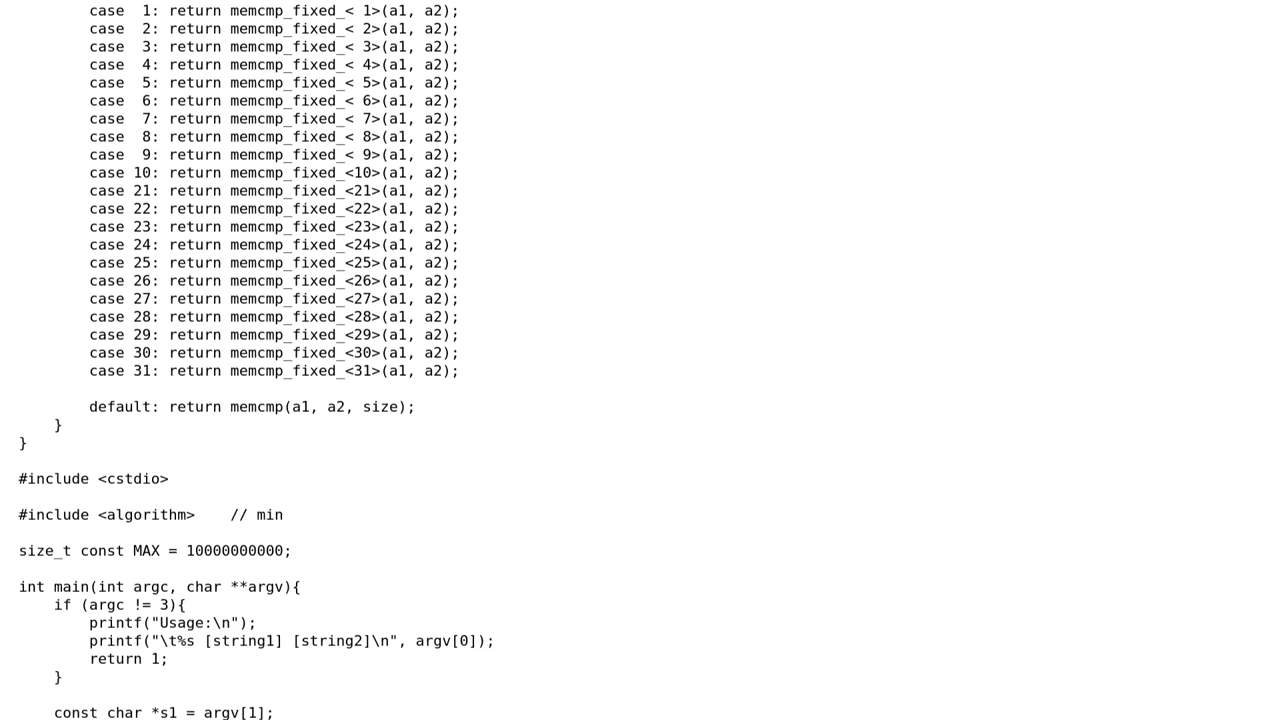 case  1: return memcmp_fixed_< 1>(a1, a2);
case  2: return memcmp_fixed_< 2>(a1, a2);
case  3: return memcmp_fixed_< 3>(a1, a2);
case  4: return memcmp_fixed_< 4>(a1, a2);
case  5: return memcmp_fixed_< 5>(a1, a2);
case  6: return memcmp_fixed_< 6>(a1, a2);
case  7: return memcmp_fixed_< 7>(a1, a2);
case  8: return memcmp_fixed_< 8>(a1, a2);
case  9: return memcmp_fixed_< 9>(a1, a2);
case 10: return memcmp_fixed_<10>(a1, a2);
case 21: return memcmp_fixed_<21>(a1, a2);
case 22: return memcmp_fixed_<22>(a1, a2);
case 23: return memcmp_fixed_<23>(a1, a2);
case 24: return memcmp_fixed_<24>(a1, a2);
case 25: return memcmp_fixed_<25>(a1, a2);
case 26: return memcmp_fixed_<26>(a1, a2);
case 27: return memcmp_fixed_<27>(a1, a2);
case 28: return memcmp_fixed_<28>(a1, a2);
case 29: return memcmp_fixed_<29>(a1, a2);
case 30: return memcmp_fixed_<30>(a1, a2);
case 31: return memcmp_fixed_<31>(a1, a2);
default: return memcmp(a1, a2, size);
}
}
#include <cstdio>
#include <algorithm>    // min
size_t const MAX = 10000000000;
int main(int argc, char **argv){
if (argc != 3){
printf("Usage:\n");
printf("\t%s [string1] [string2]\n", argv[0]);
return 1;
}
const char *s1 = argv[1];